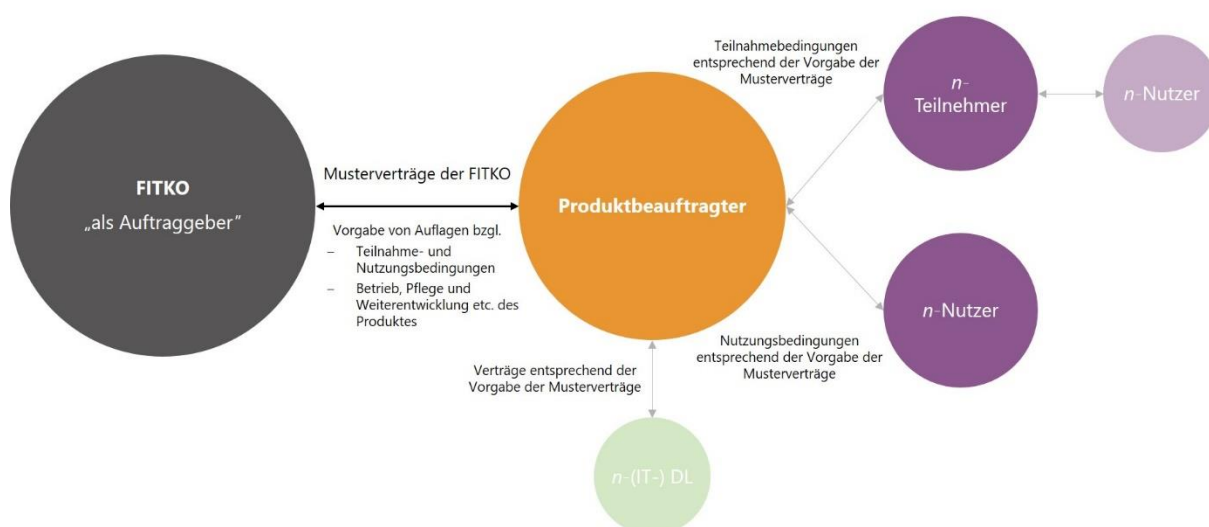 FITKO
„als Auftraggeber“
Musterverträge der FITKO
Vorgabe von Auflagen bzgl.
– Teilnahme- und
Nutzungsbedingungen
– Betrieb, Pflege und
Weiterentwicklung etc. des
Produktes
Produktbeauftragter
Teilnahmebedingungen
entsprechend der Vorgabe der
Musterverträge
n-
Teilnehmer
n-Nutzer
Nutzungsbedingungen
entsprechend der Vorgabe der
Musterverträge
n-Nutzer
Verträge entsprechend der
Vorgabe der Musterverträge
n-(IT-) DL